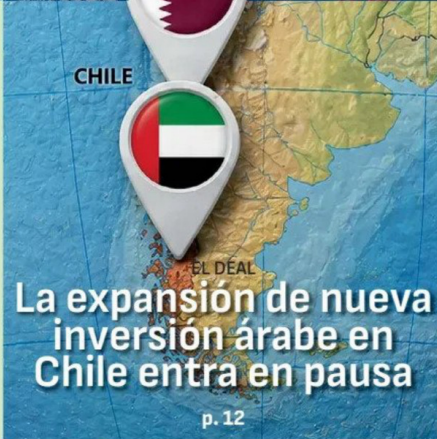 CHILE
EL DEAL
La expansión de nueva
inversión árabe en
Chile entra en pausa
p. 12